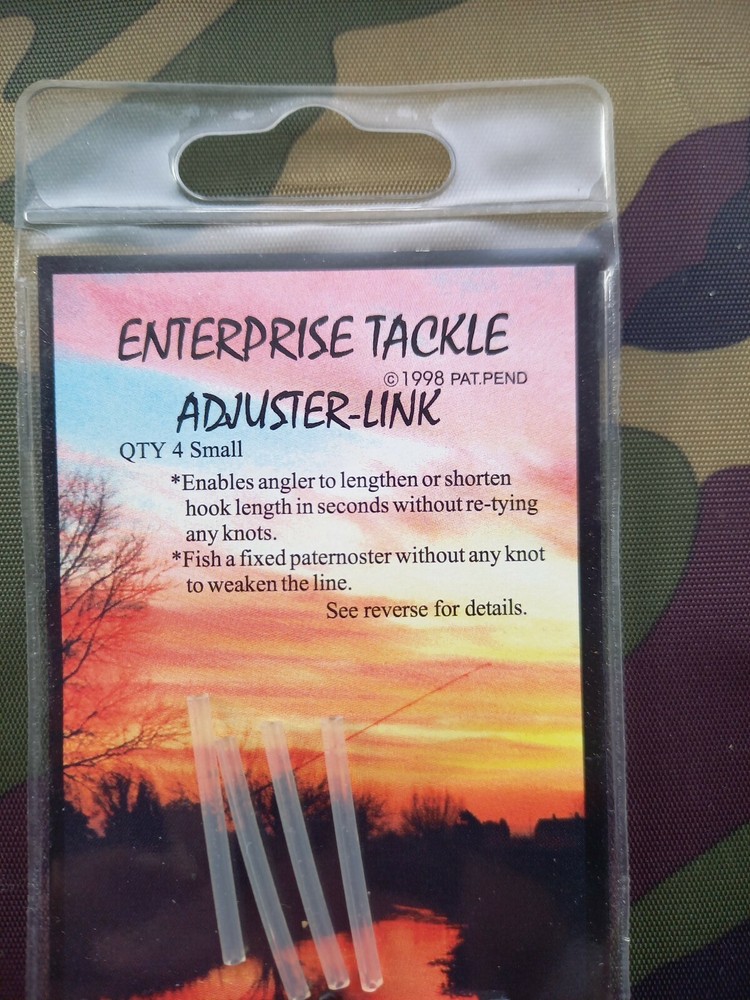 ENTERPRISE TACKLE
©1998 PAT.PEND
ADJUSTER-LINK
QTY 4 Small
*Enables angler to lengthen or shorten
hook length in seconds without re-tying
any knots.
*Fish a fixed paternoster without any knot
to weaken the line.
See reverse for details.